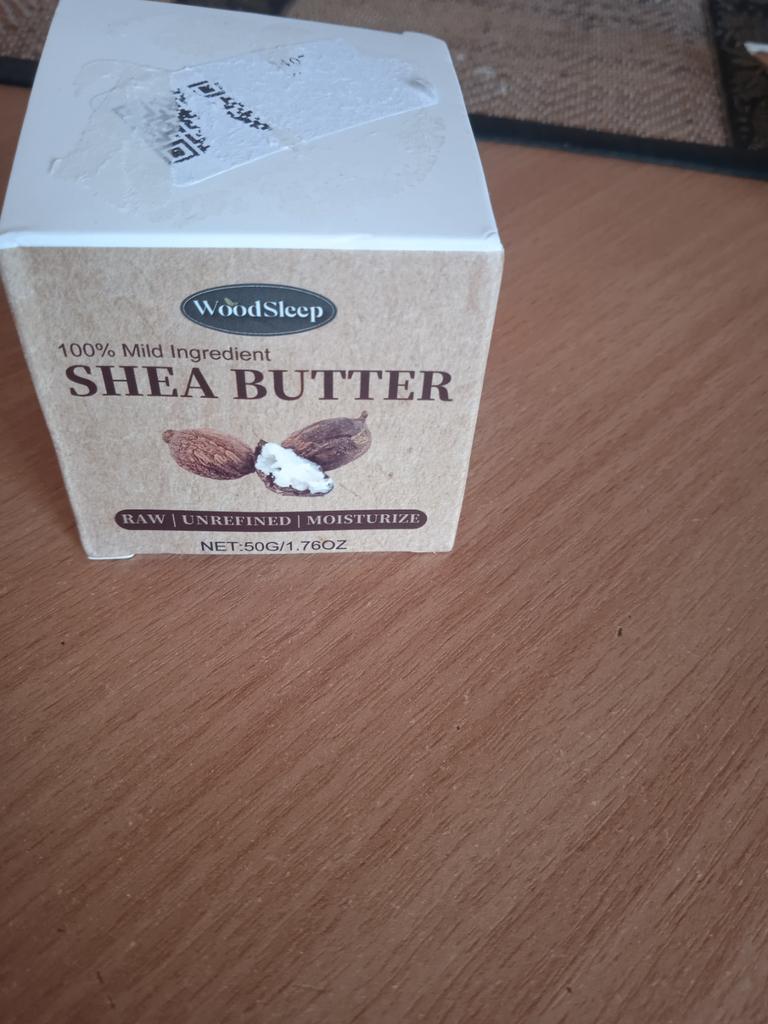 WoodSleep
100% Mild Ingredient
SHEA BUTTER
RAW | UNREFINED | MOISTURIZE
NET:50G/1.76OZ